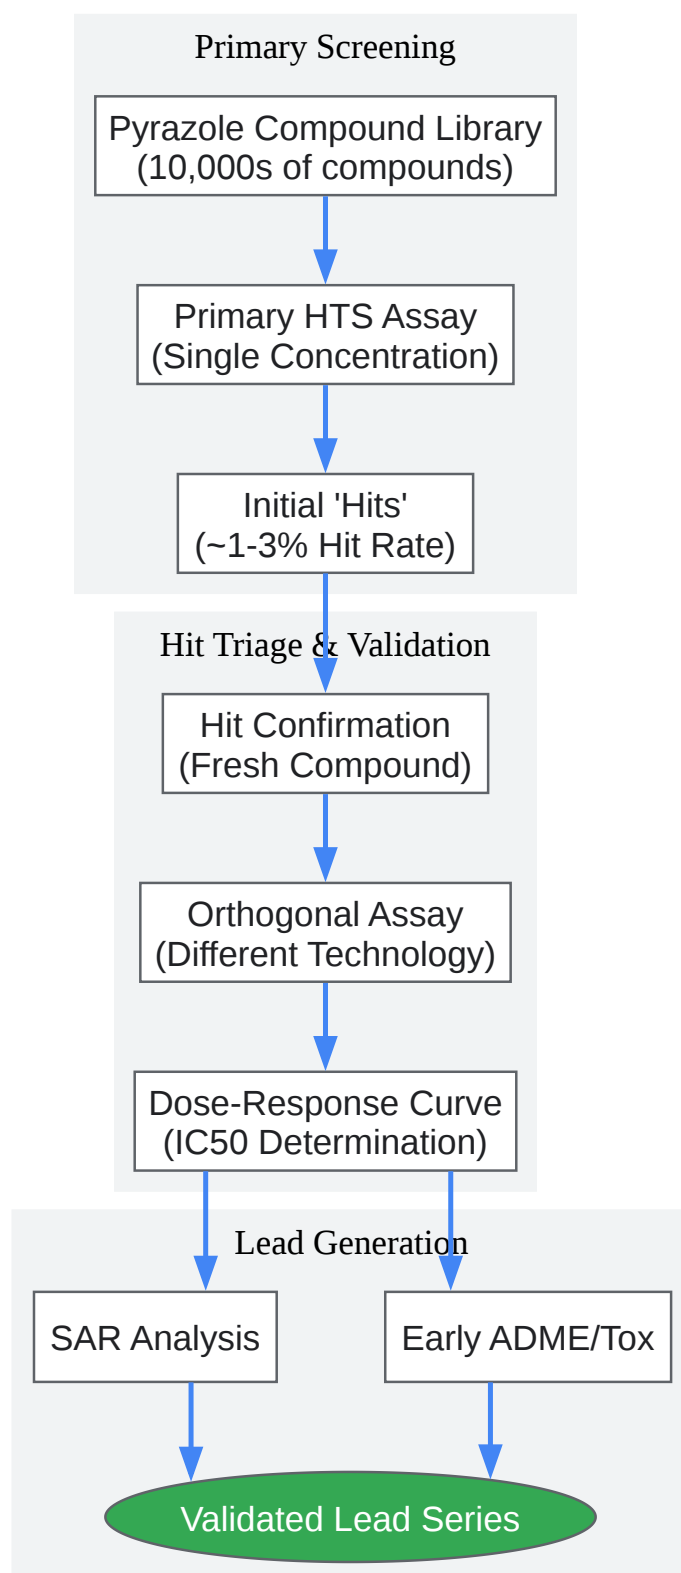 Primary Screening
Pyrazole Compound Library
(10,000s of compounds)
Primary HTS Assay
(Single Concentration)
Initial 'Hits'
(~1-3% Hit Rate)
Hit Triage & Validation
Hit Confirmation
(Fresh Compound)
Orthogonal Assay
(Different Technology)
Dose-Response Curve
(IC50 Determination)
Lead Generation
SAR Analysis
Early ADME/Tox
Validated Lead Series